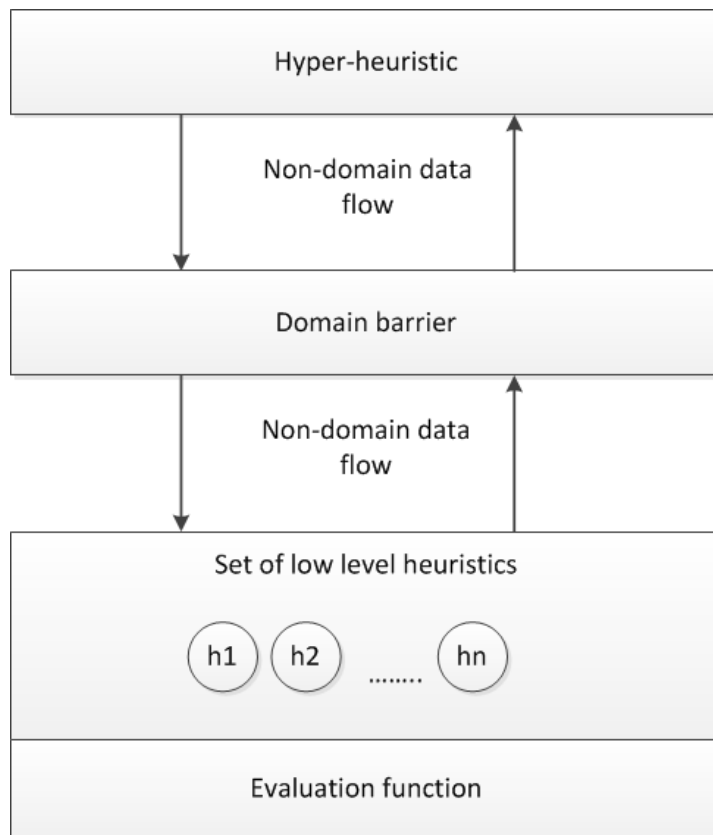 Hyper-heuristic
Non-domain data
flow
Domain barrier
Non-domain data
flow
Set of low level heuristics
h1 h2 ........ hn
Evaluation function